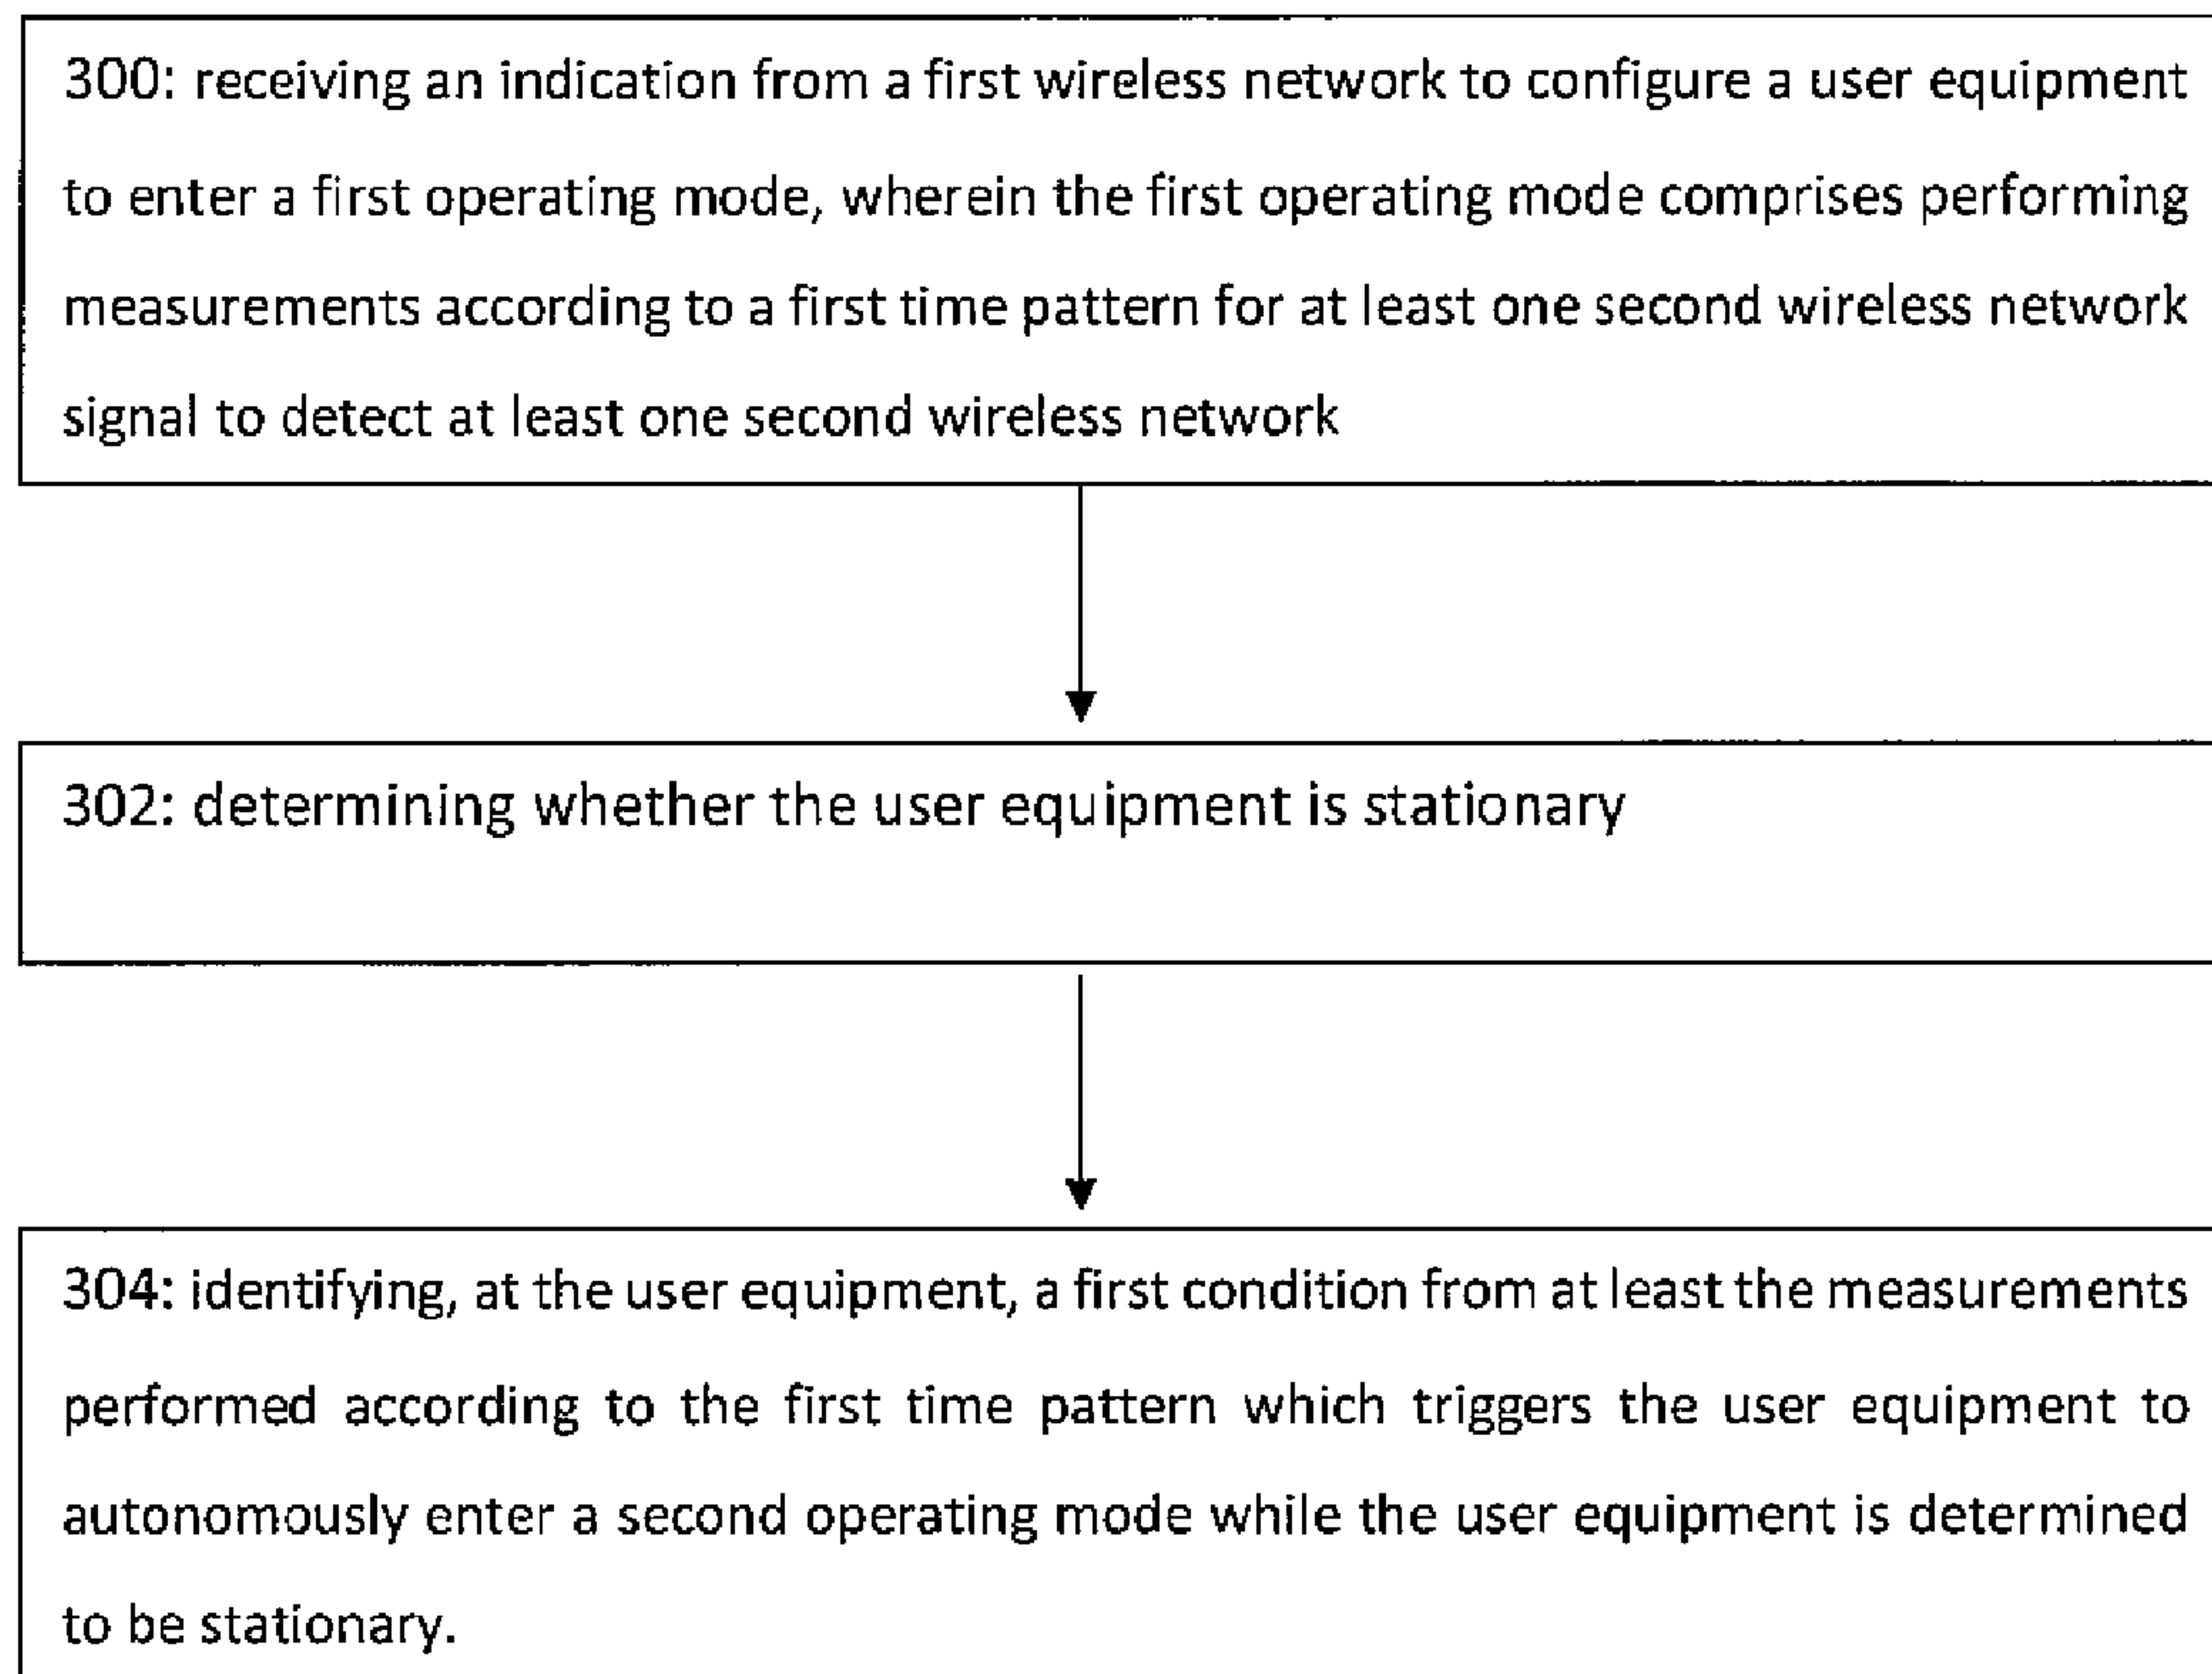 300: receiving an indication from a first wireless network to configure a user equipment
to enter a first operating mode, wherein the first operating mode comprises performing
measurements according to a first time pattern for at least one second wireless network
signal to detect at least one second wireless network
302: determining whether the user equipment is stationary
304: identifying, at the user equipment, a first condition from at least the measurements
performed according to the first time pattern which triggers the user equipment to
autonomously enter a second operating mode while the user equipment is determined
to be stationary.